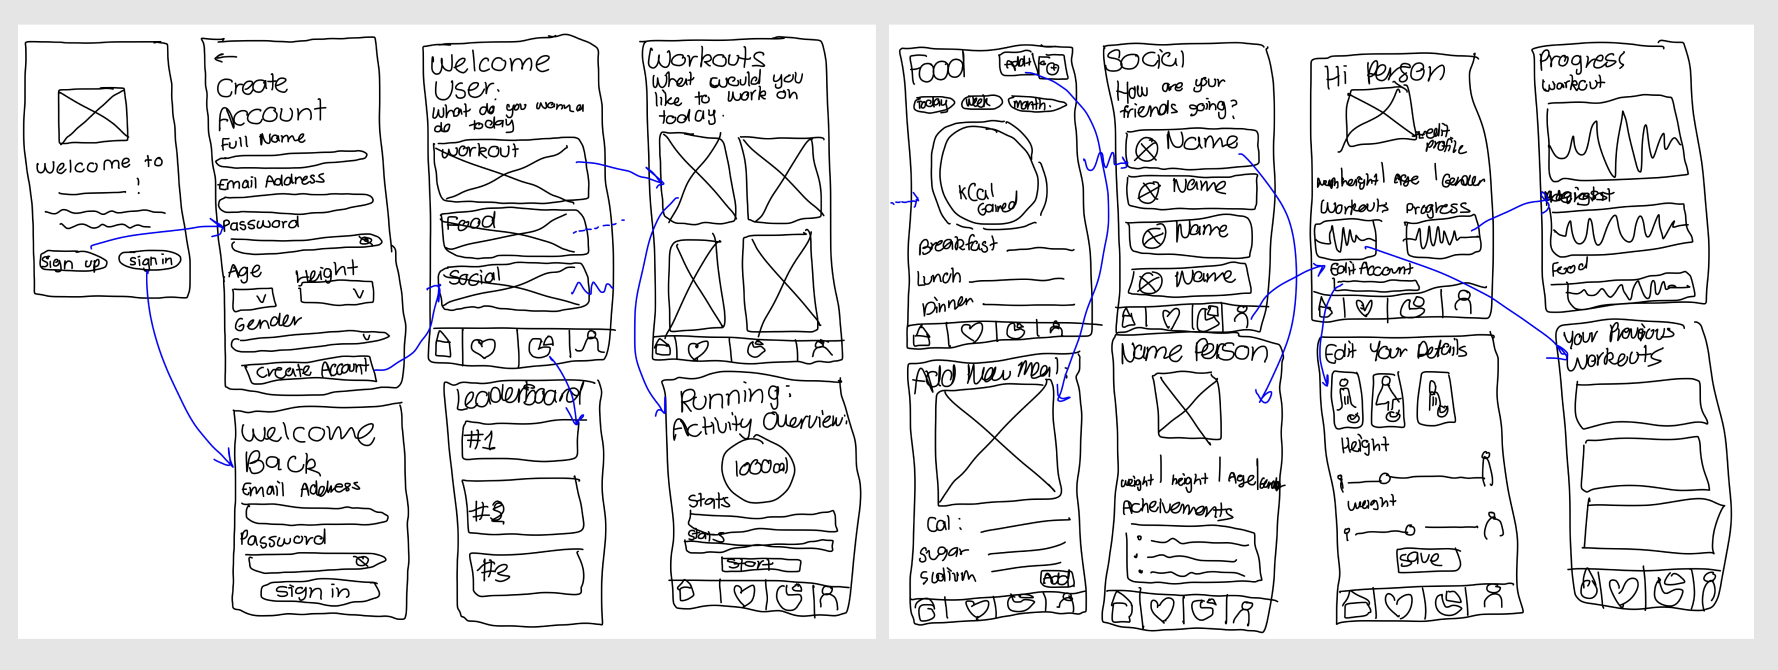 Welcome to
!
Sign up
sign in
Create
Account
Full Name
Email Address
Password
Age
Height
Gender
Create Account
Welcome
Back
Email Address
Password
sign in
Welcome
User.
What do you wanna
do today
Workout
Food
Social
Leaderboard
#1
#2
#3
Workouts
What would you
like to work on
today.
Running:
Activity Overview:
1000cal
Stats
Stats
Start
Food
Add+
Today
week
month.
Kcal
Gained
Breakfast
Lunch
Dinner
Add New Meal:
Cal:
sugar
Sodium
Add
Social
How are your
friends going?
Name
Name
Name
Name
Name Person
weight height Age Gender
Acheivements
Hi Person
edit
profile
height Age Gender
Workouts
Progress
Edit Account
Edit Your Details
Height
weight
save
Progress
Workout
Food
Your Previous
Workouts